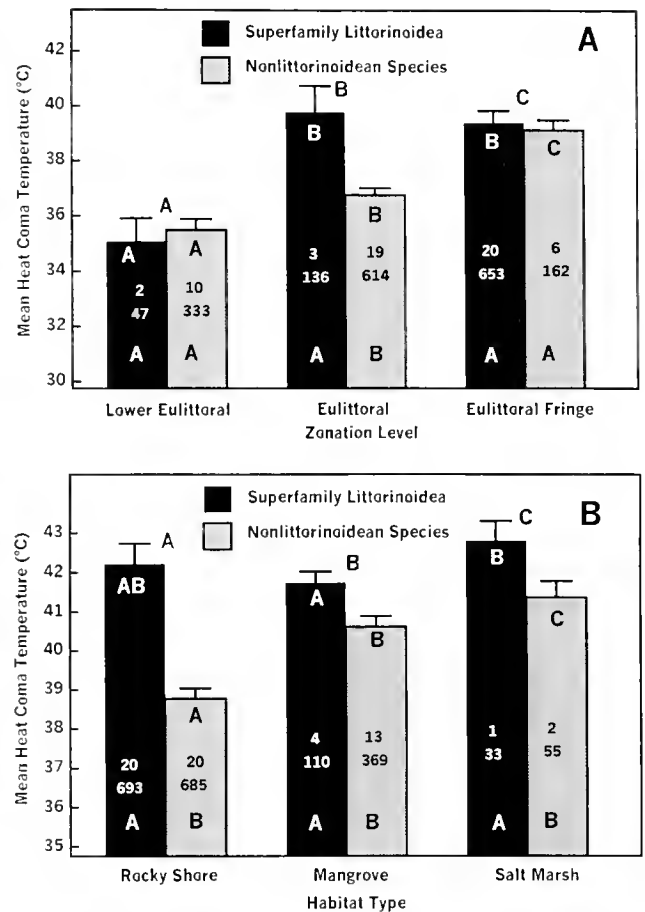 Superfamily Littorinoidea
Nonlittorinoidean Species
A
Mean Heat Coma Temperature (°C)
42
40
38
36
35
34
32
30
A
B
C
A
A
B
B
B
C
2
47
10
333
3
136
19
614
20
653
6
162
A
A
A
B
A
A
Lower Eulittoral
Eulittoral
Eulittoral Fringe
Zonation Level
Superfamily Littorinoidea
Nonlittorinoidean Species
B
Mean Heat Coma Temperature (°C)
43
42
41
40
39
38
37
36
35
A
B
C
AB
A
A
B
B
C
20
693
20
685
4
110
13
369
1
33
2
55
A
B
A
B
A
B
Rocky Shore
Mangrove
Salt Marsh
Habitat Type